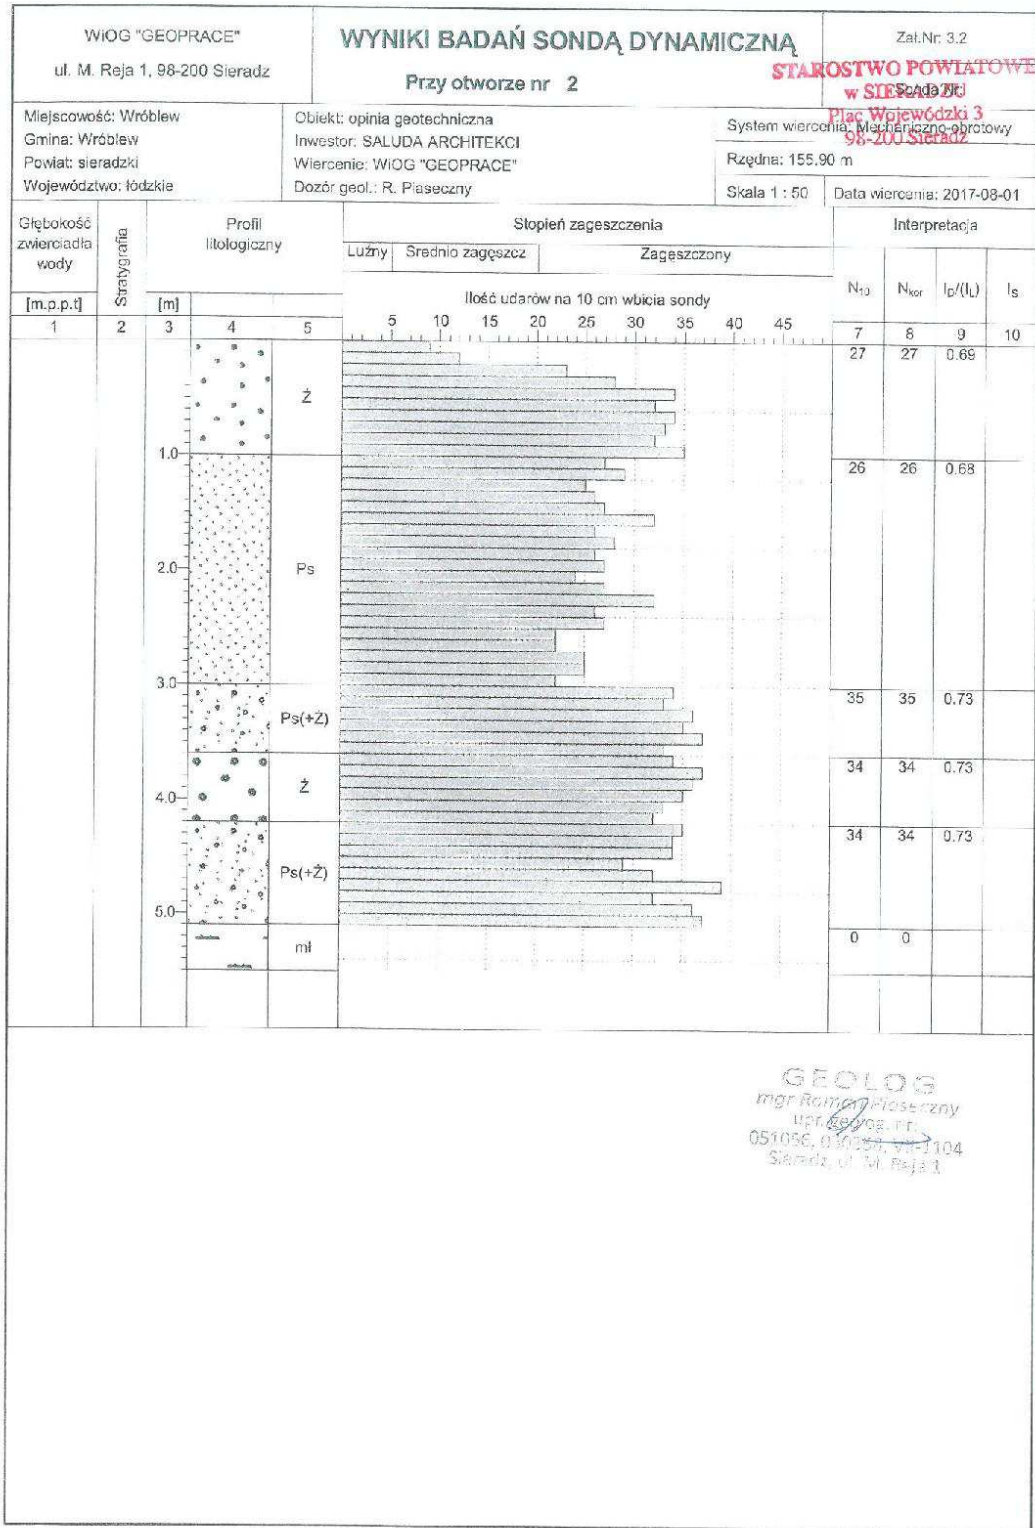 WiOG "GEOPRACE"
ul. M. Reja 1, 98-200 Sieradz
WYNIKI BADAŃ SONDĄ DYNAMICZNĄ
Przy otworze nr 2
Zał.Nr: 3.2
STAROSTWO POWIATOWE
w SIERADZU
Plac Wojewódzki 3
98-200 Sieradz
Sonda Nr:
Miejscowość: Wróblew
Gmina: Wróblew
Powiat: sieradzki
Województwo: łódzkie
Obiekt: opinia geotechniczna
Inwestor: SALUDA ARCHITEKCI
Wiercenie: WiOG "GEOPRACE"
Dozór geol.: R. Piaseczny
System wiercenia: Mechaniczno-obrotowy
Rzędna: 155.90 m
Skala 1 : 50
Data wiercenia: 2017-08-01
Głębokość zwierciadła wody
[m.p.p.t]
Stratygrafia
Profil litologiczny
[m]
Stopień zagęszczenia
Luźny Średnio zagęszcz Zagęszczony
Ilość udarów na 10 cm wbicia sondy
5 10 15 20 25 30 35 40 45
Interpretacja
N10 Nkor ID/(IL) IS
1 2 3 4 5 7 8 9 10
Ż 27 27 0.69
1.0
Ps 26 26 0.68
2.0
3.0
Ps(+Ż) 35 35 0.73
Ż 34 34 0.73
4.0
Ps(+Ż) 34 34 0.73
5.0
mł 0 0
GEOLOG
mgr Roman Piaseczny
Sieradz, ul. M. Reja 1